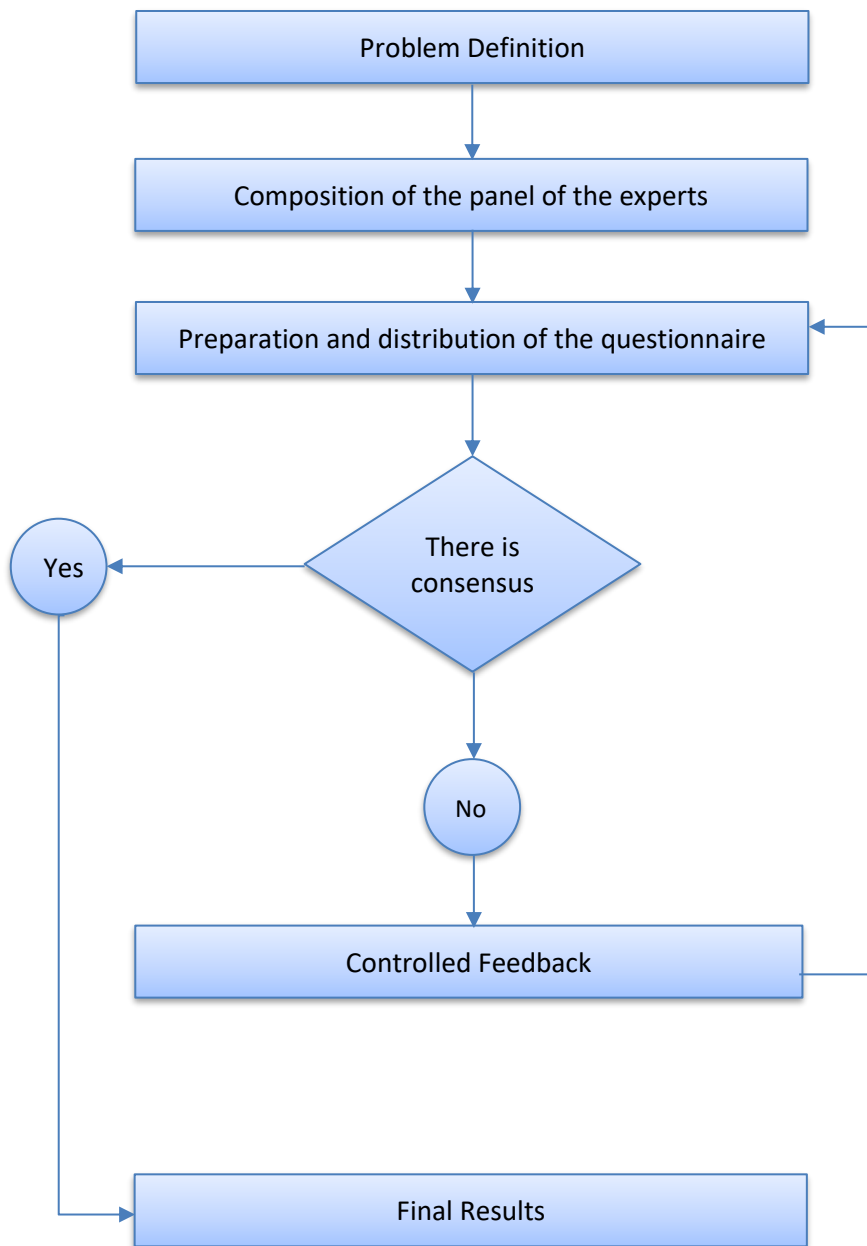 Problem Definition
Composition of the panel of the experts
Preparation and distribution of the questionnaire
There is
consensus
Yes
No
Controlled Feedback
Final Results